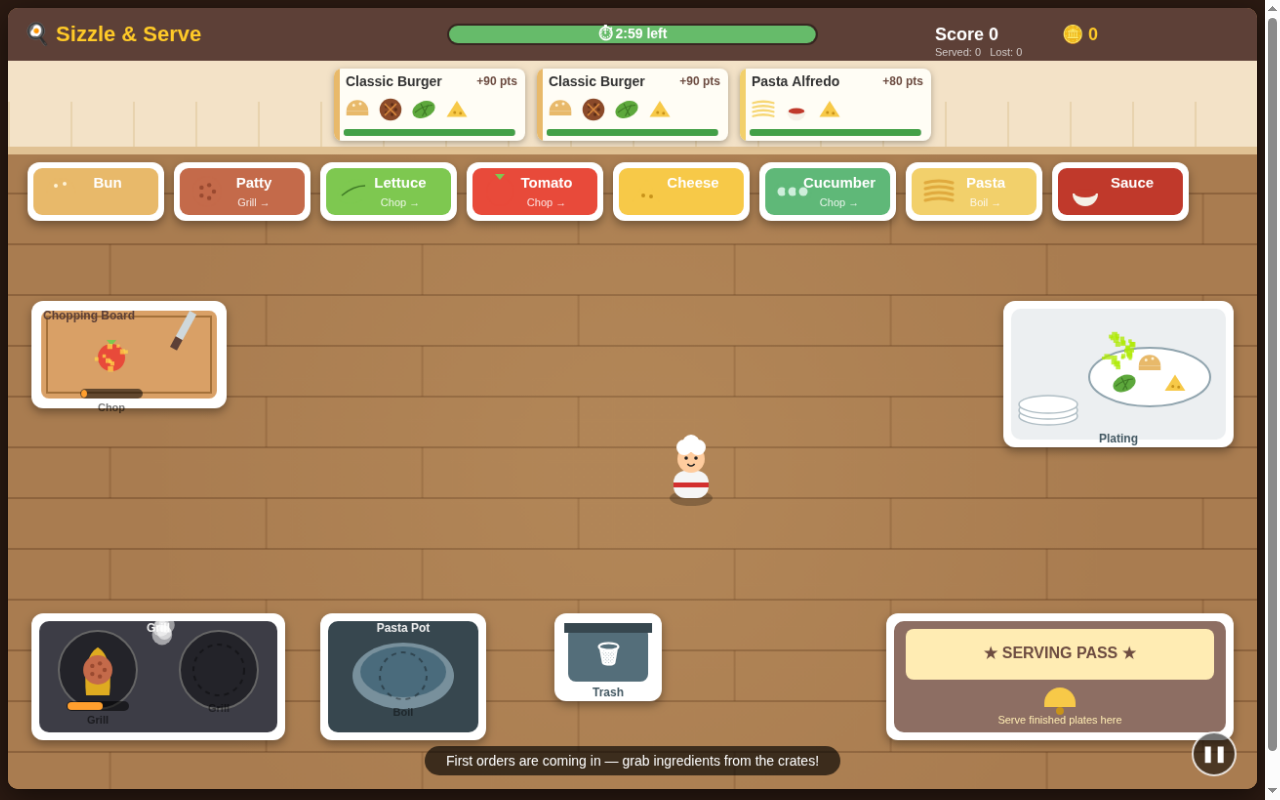 Sizzle & Serve
2:59 left
Score 0
0
Served: 0 Lost: 0
Classic Burger +90 pts
Classic Burger +90 pts
Pasta Alfredo +80 pts
Bun
Patty
Grill →
Lettuce
Chop →
Tomato
Chop →
Cheese
Cucumber
Chop →
Pasta
Boil →
Sauce
Chopping Board
Chop
Plating
Grill
Grill
Grill
Pasta Pot
Boil
Trash
★ SERVING PASS ★
Serve finished plates here
First orders are coming in — grab ingredients from the crates!